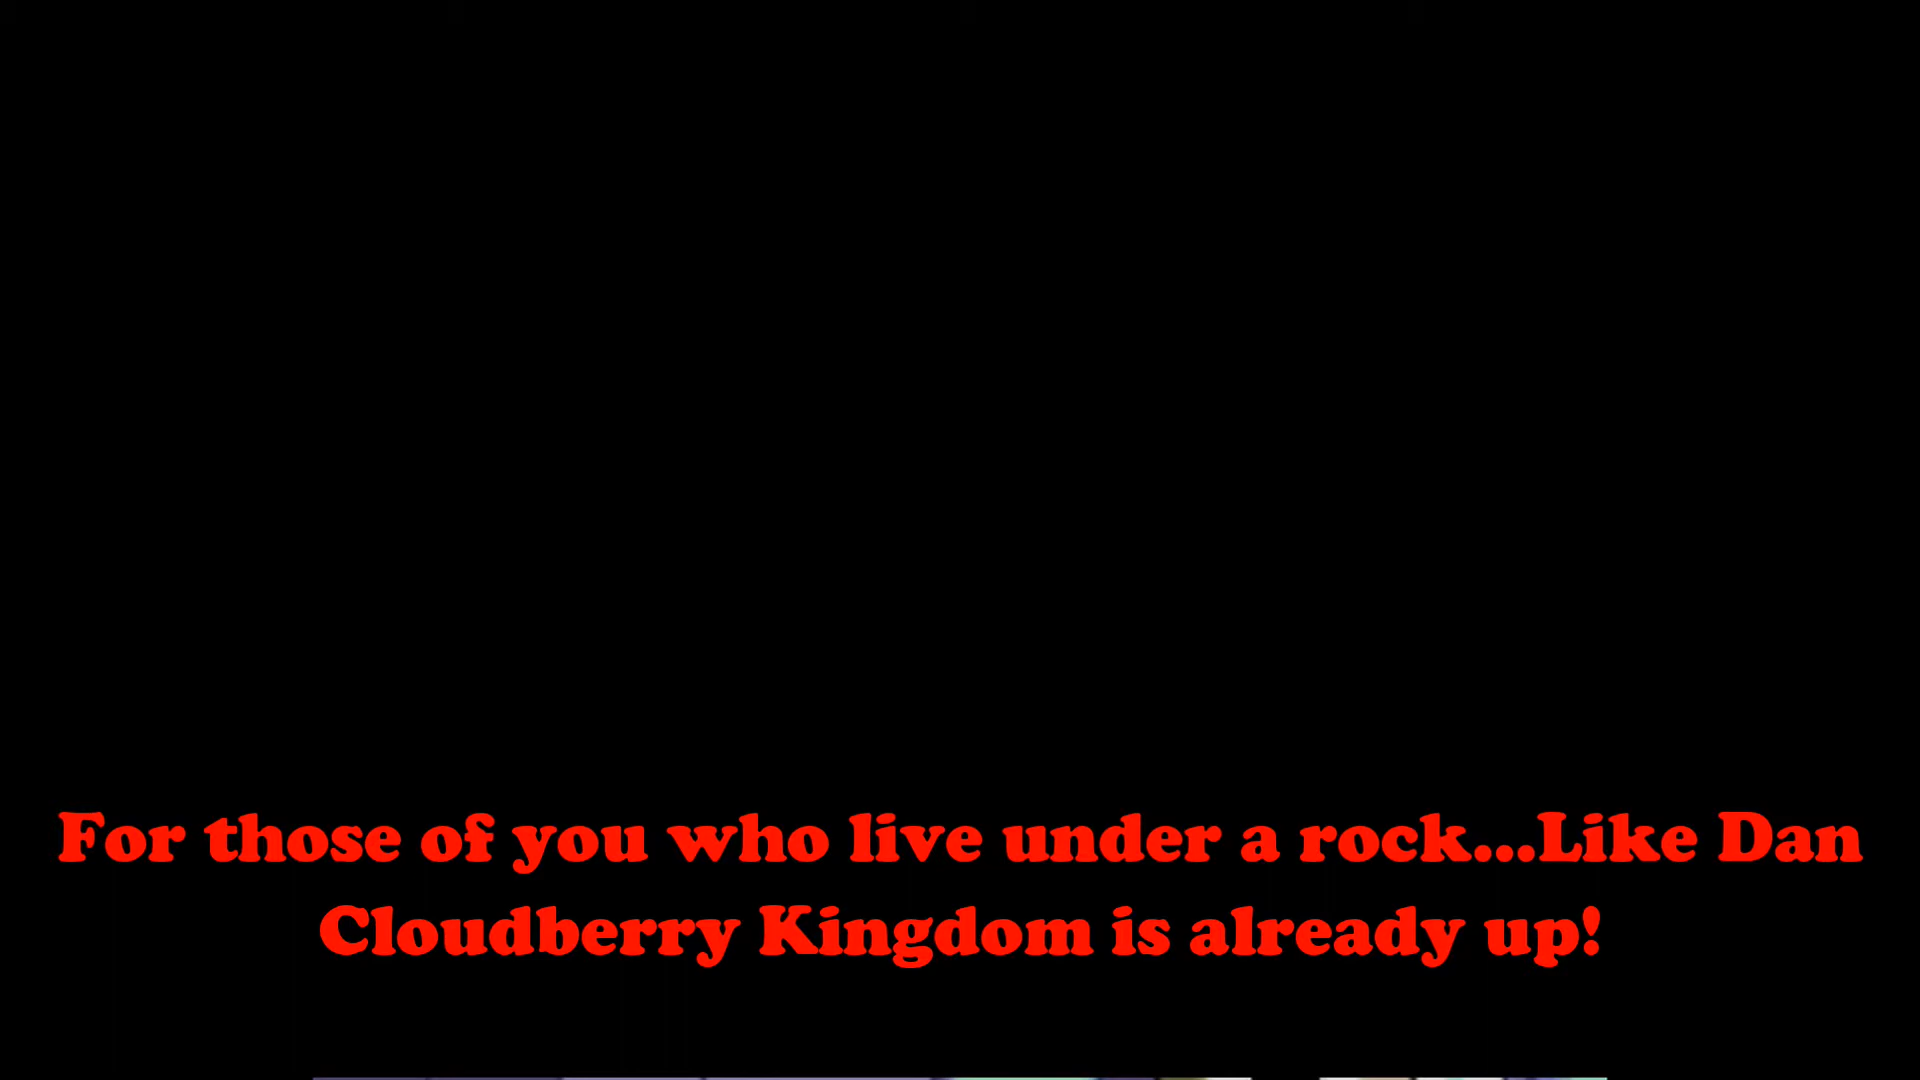 For those of you who live under a rock...Like Dan
Cloudberry Kingdom is already up!